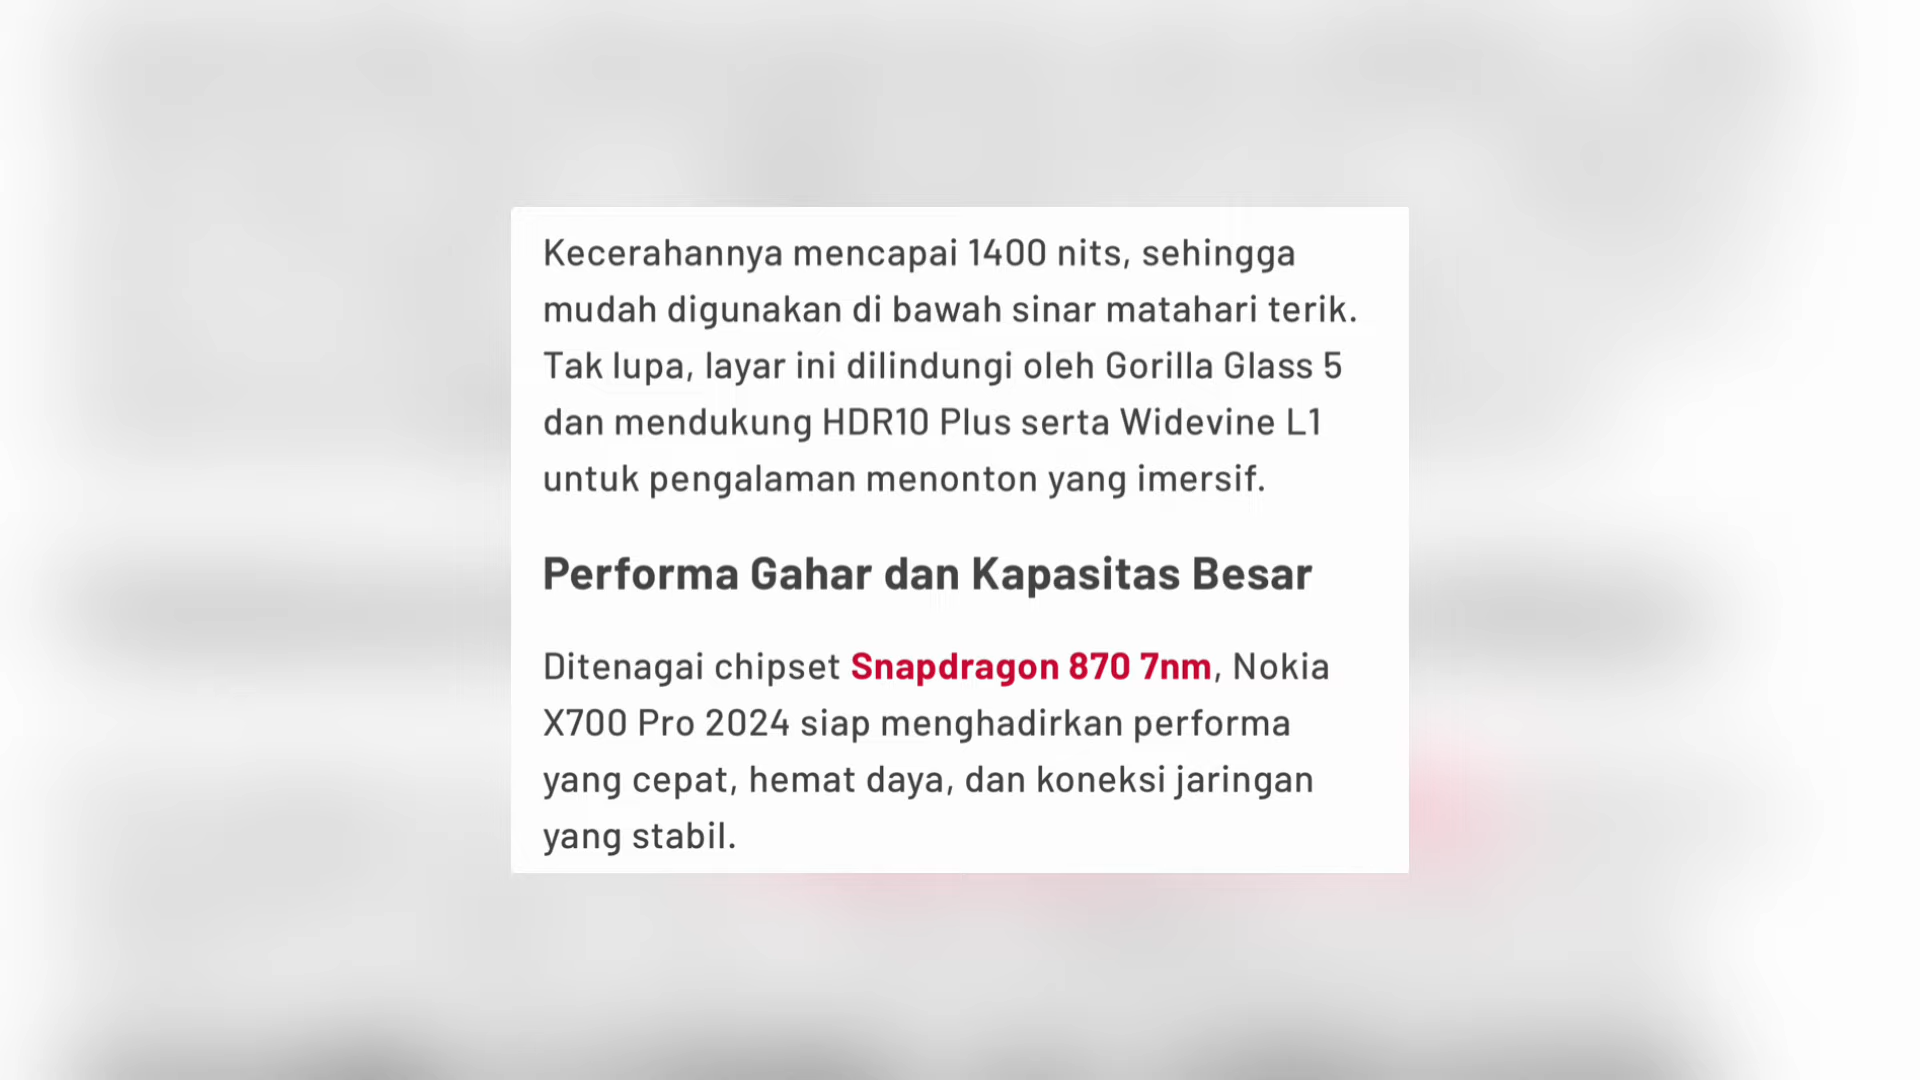 Kecerahannya mencapai 1400 nits, sehingga
mudah digunakan di bawah sinar matahari terik.
Tak lupa, layar ini dilindungi oleh Gorilla Glass 5
dan mendukung HDR10 Plus serta Widevine L1
untuk pengalaman menonton yang imersif.
Performa Gahar dan Kapasitas Besar
Ditenagai chipset Snapdragon 870 7nm, Nokia
X700 Pro 2024 siap menghadirkan performa
yang cepat, hemat daya, dan koneksi jaringan
yang stabil.